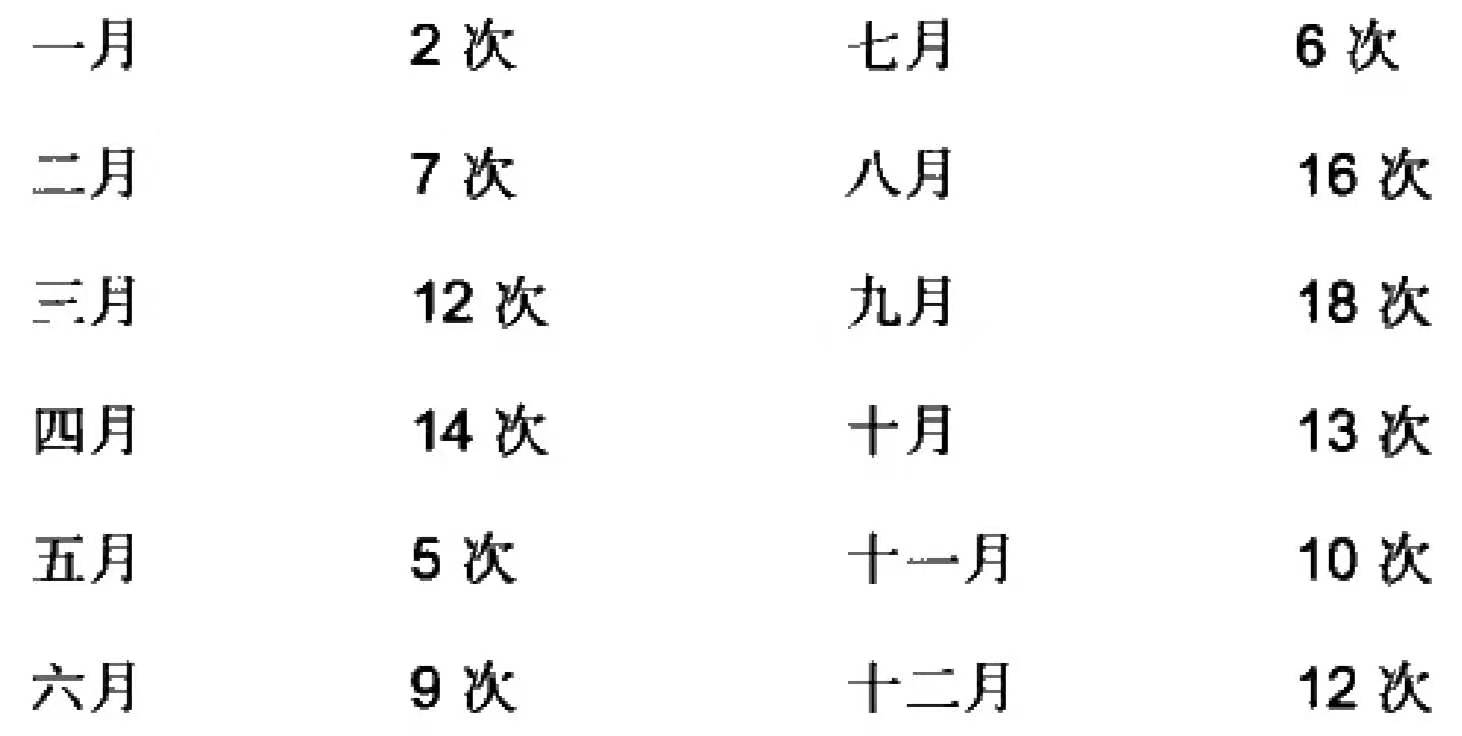 一月 2 次 七月 6 次
二月 7 次 八月 16 次
三月 12 次 九月 18 次
四月 14 次 十月 13 次
五月 5 次 十一月 10 次
六月 9 次 十二月 12 次